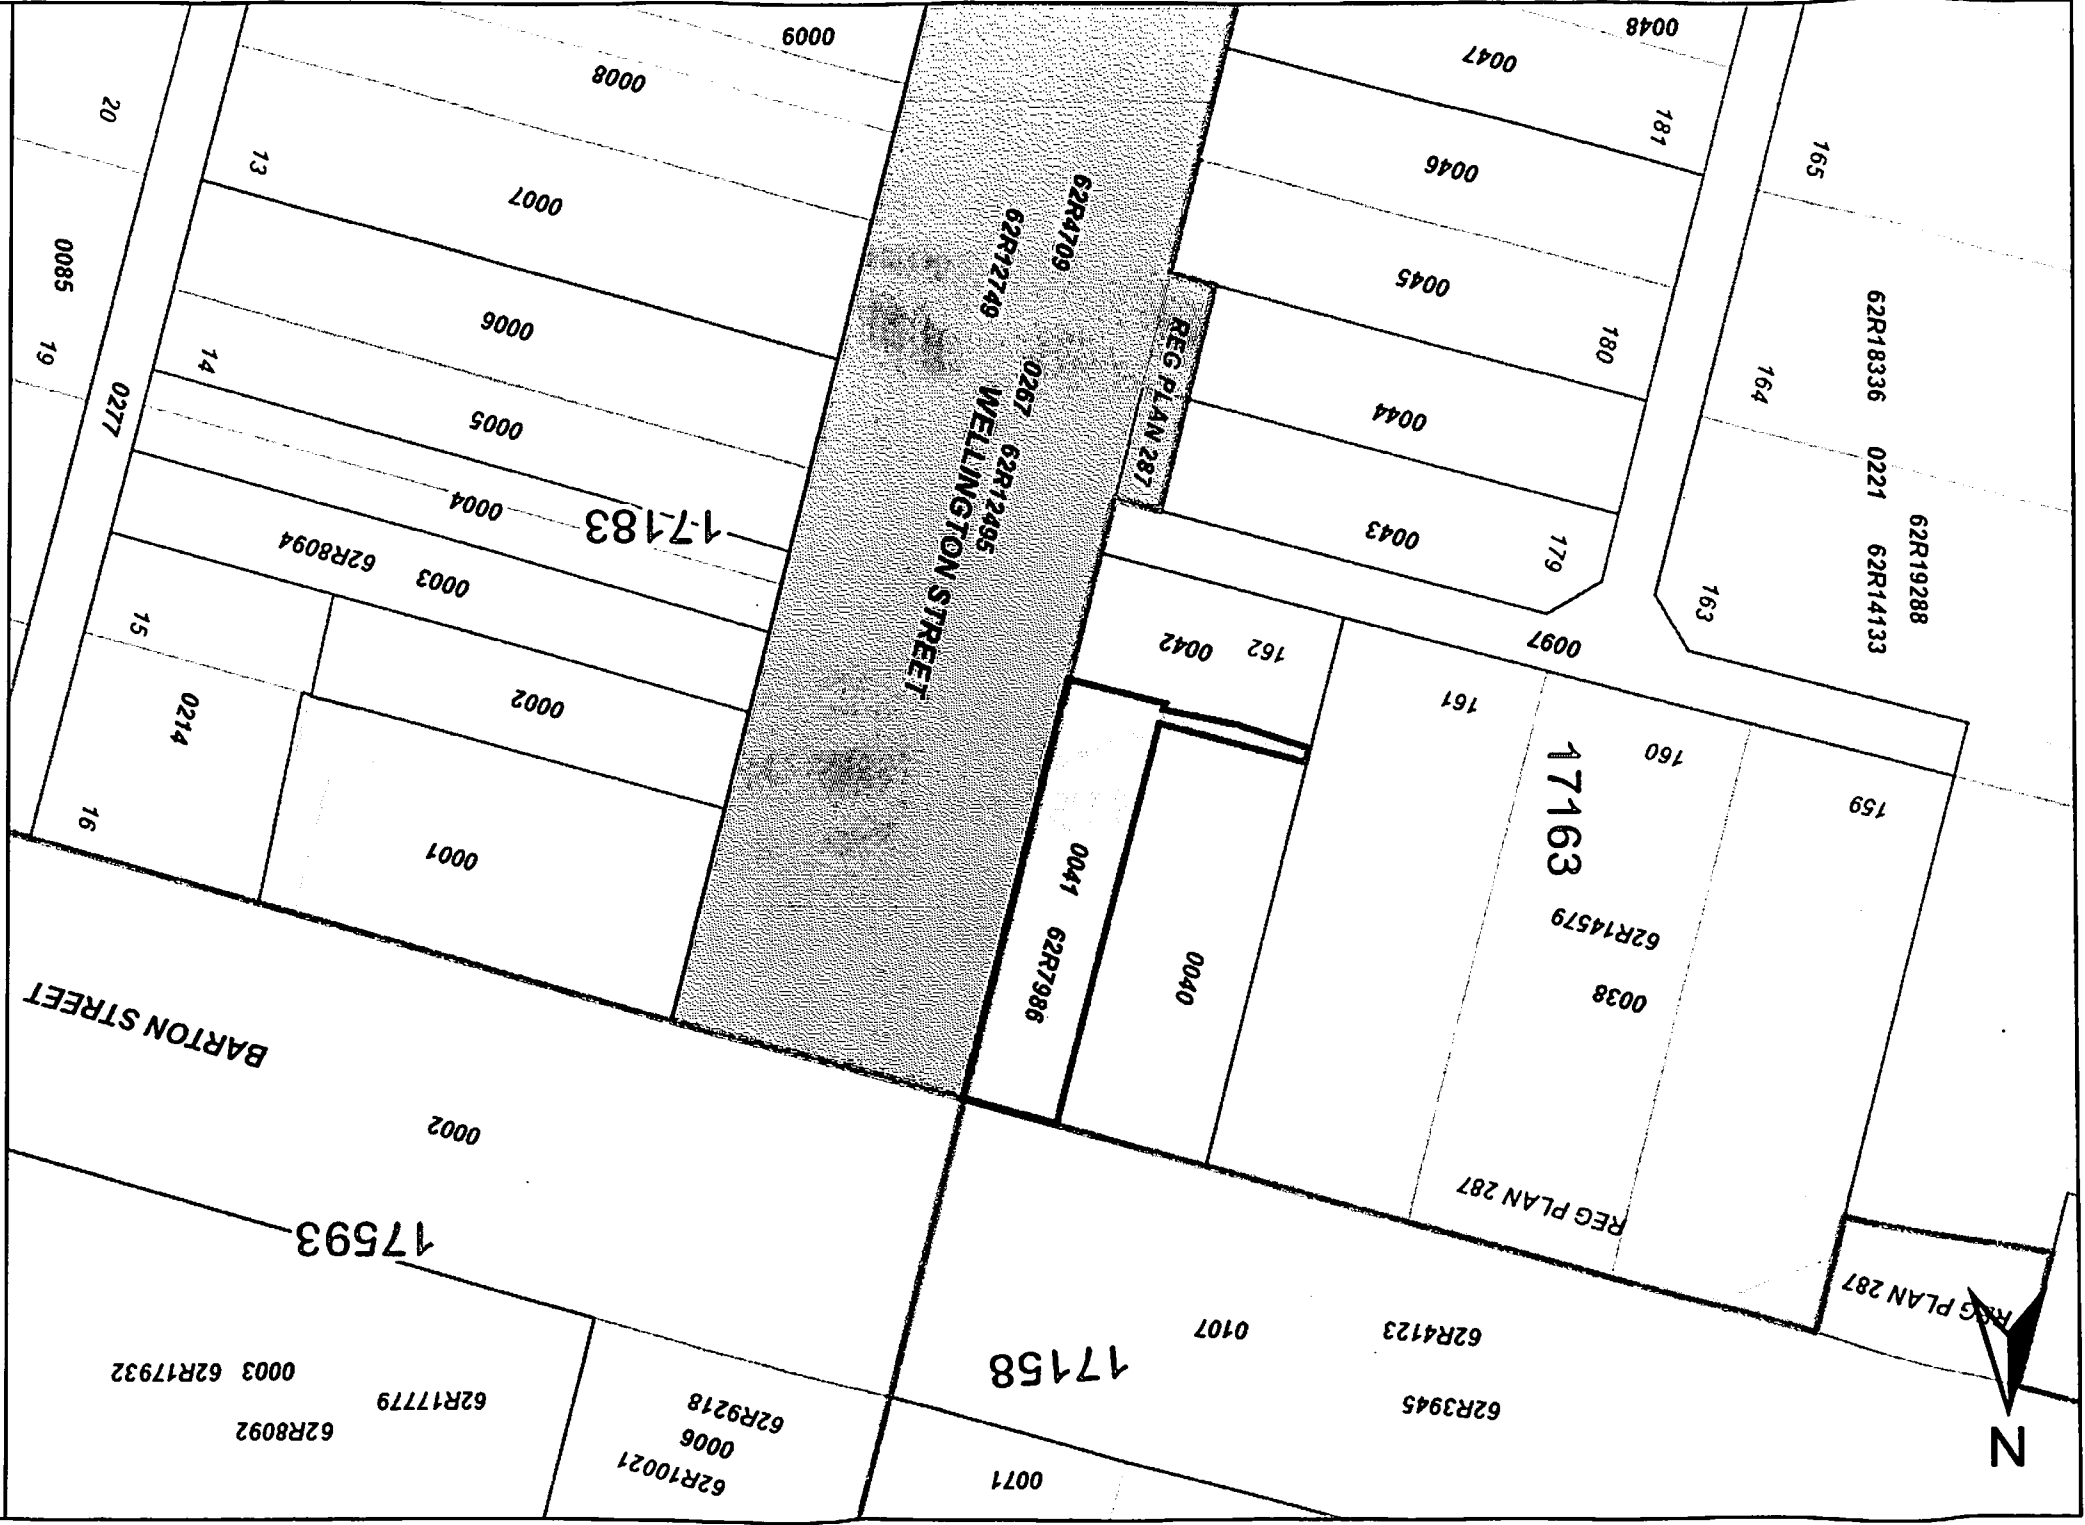 N
0071
62R10021
0006
62R9218
62R8092
62R17779
0003 62R17932
62R3945
62R4123
0107
17158
17593
0002
BARTON STREET
REG PLAN 287
REG PLAN 287
0038
62R14579
17163
159
160
161
0040
0041 62R7986
0042 162
0097
0001
16
0214
15
0002
0003 62R8094
0004
17183
0005
14
0006
0007
13
0008
0009
0277
19
0085
20
WELLINGTON STREET
0267 62R12495
62R12749
62R4709
REG PLAN 287
163
62R19288
62R18336 0221 62R14133
164
165
179
0043
0044
180
0045
0046
181
0047
0048